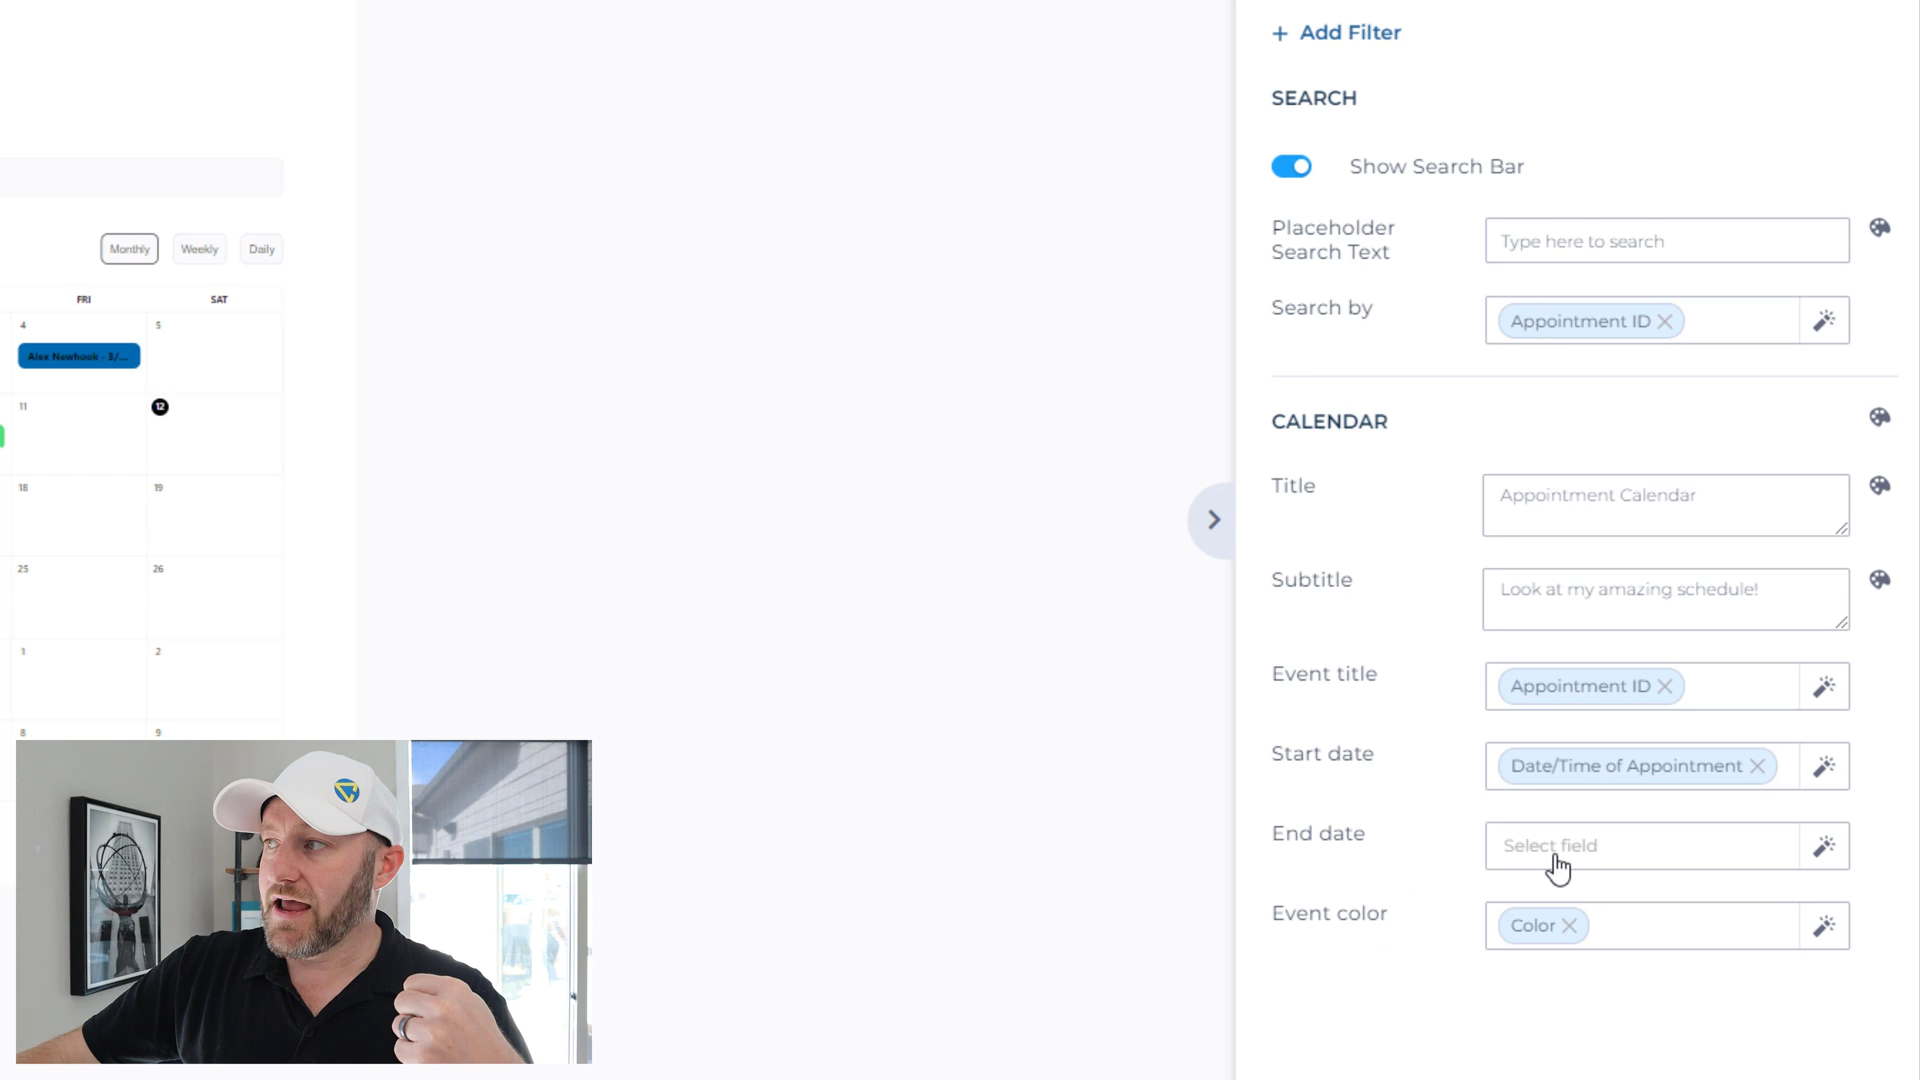 + Add Filter
SEARCH
Show Search Bar
Placeholder
Search Text
Type here to search
Search by
Appointment ID
CALENDAR
Title
Appointment Calendar
Subtitle
Look at my amazing schedule!
Event title
Appointment ID
Start date
Date/Time of Appointment
End date
Select field
Event color
Color
Monthly Weekly Daily
FRI SAT
4 5
Alex Newhook - 3/...
11 12
18 19
25 26
1 2
8 9